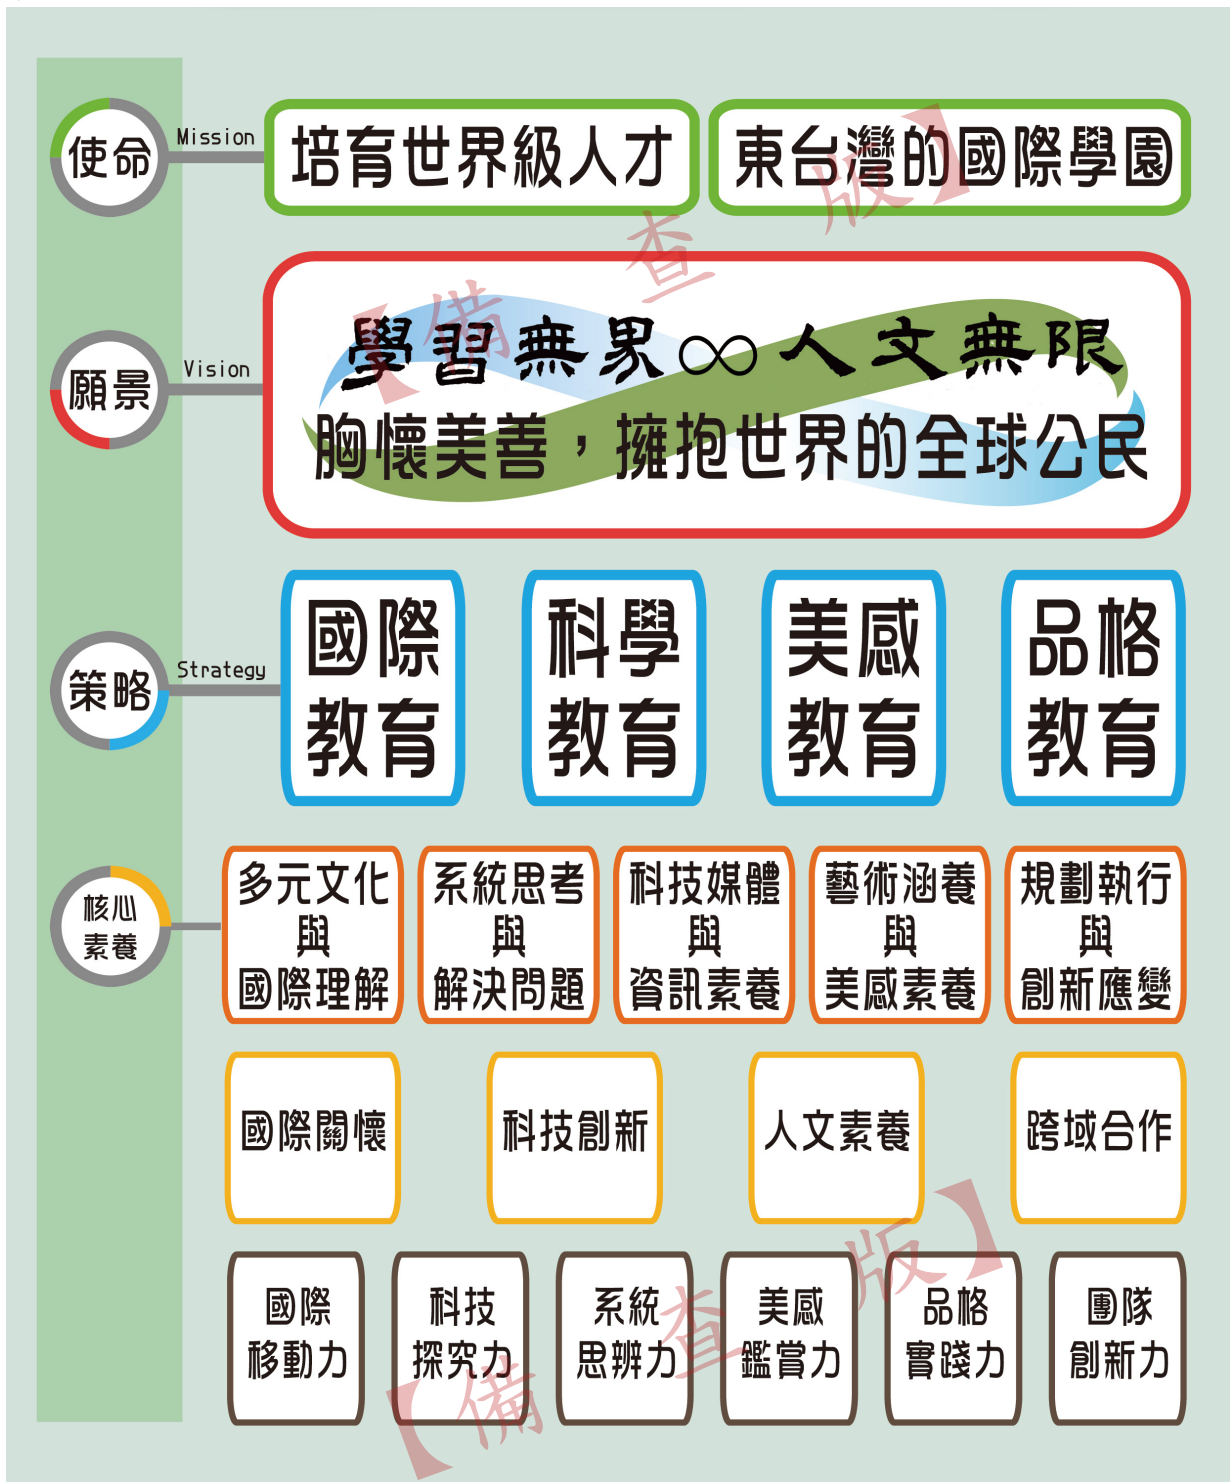 使命
Mission
培育世界級人才
東台灣的國際學園
願景
Vision
學習無界∞人文無限
胸懷美善，擁抱世界的全球公民
策略
Strategy
國際
教育
科學
教育
美感
教育
品格
教育
核心
素養
多元文化
與
國際理解
系統思考
與
解決問題
科技媒體
與
資訊素養
藝術涵養
與
美感素養
規劃執行
與
創新應變
國際關懷
科技創新
人文素養
跨域合作
國際
移動力
科技
探究力
系統
思辨力
美感
鑑賞力
品格
實踐力
團隊
創新力
【備查版】
【備查版】